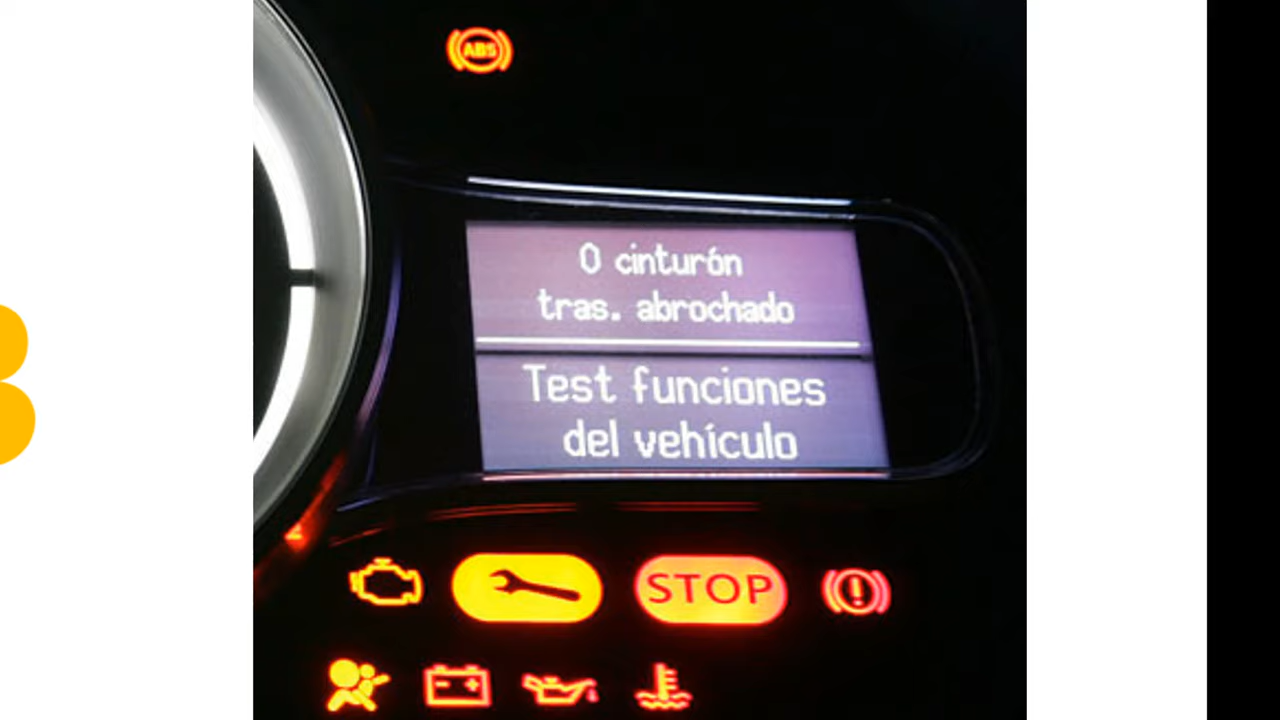 ABS
0 cinturón
tras. abrochado
Test funciones
del vehículo
STOP